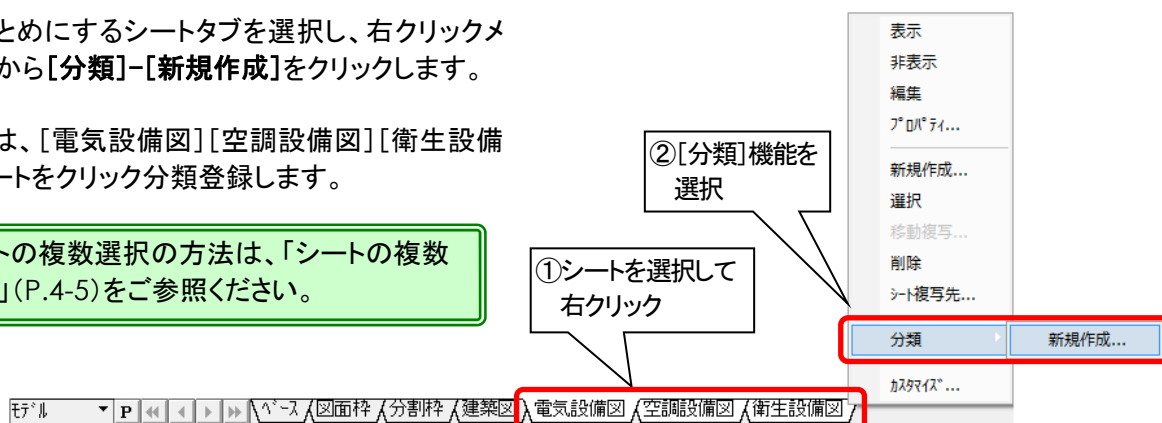 とめにするシートタブを選択し、右クリックメ
から[分類]-[新規作成]をクリックします。
は、[電気設備図][空調設備図][衛生設備
ートをクリック分類登録します。
トの複数選択の方法は、「シートの複数
」(P.4-5)をご参照ください。
②[分類]機能を
選択
①シートを選択して
右クリック
表示
非表示
編集
ﾌﾟﾛﾊﾟﾃｨ...
新規作成...
選択
移動複写...
削除
ｼｰﾄ複写先...
分類
新規作成...
ｶｽﾀﾏｲｽﾞ...
ﾓﾃﾞﾙ P ﾍﾞｰｽ 図面枠 分割枠 建築図 電気設備図 空調設備図 衛生設備図